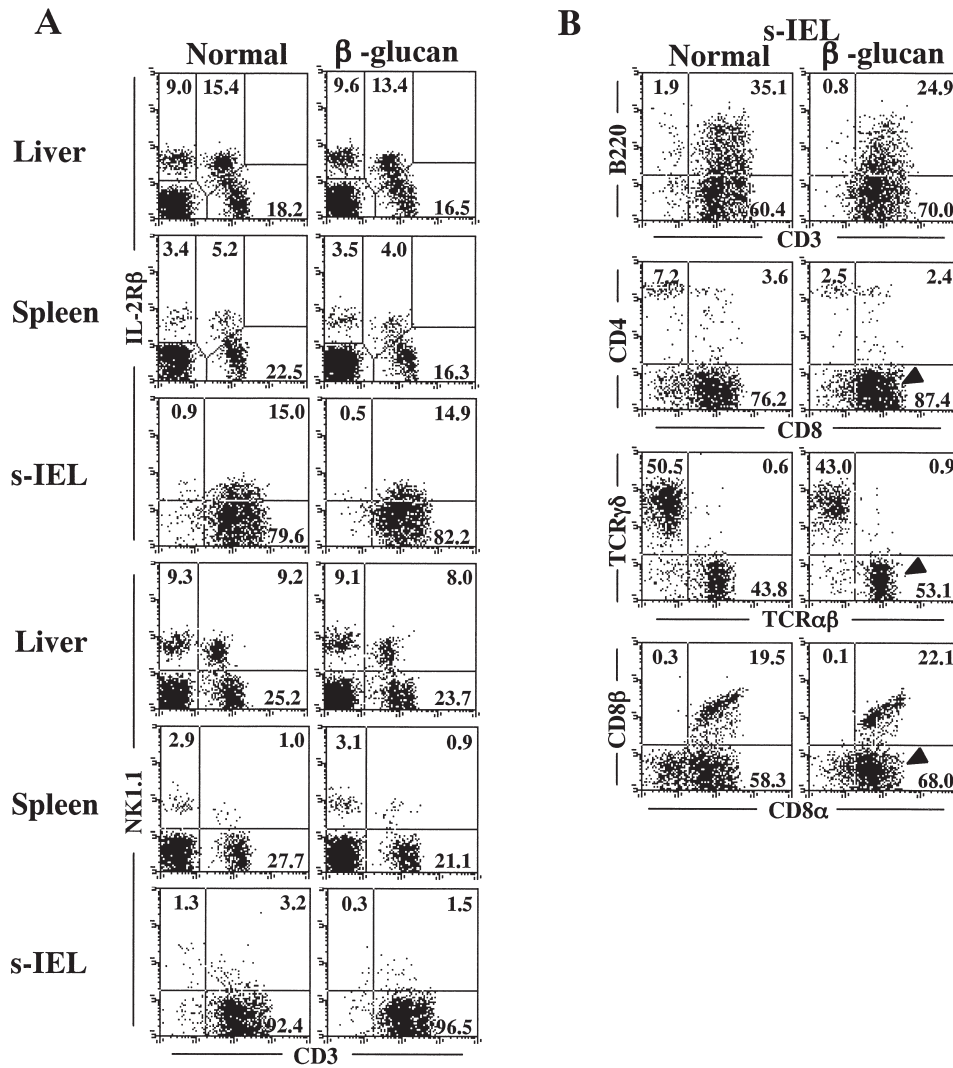 A
B
s-IEL
Normal
β -glucan
Normal
β -glucan
Liver
9.0
15.4
18.2
9.6
13.4
16.5
Spleen
3.4
5.2
22.5
3.5
4.0
16.3
IL-2Rβ
s-IEL
0.9
15.0
79.6
0.5
14.9
82.2
Liver
9.3
9.2
25.2
9.1
8.0
23.7
Spleen
2.9
1.0
27.7
3.1
0.9
21.1
NK1.1
s-IEL
1.3
3.2
92.4
0.3
1.5
96.5
CD3
B220
1.9
35.1
60.4
0.8
24.9
70.0
CD3
CD4
7.2
3.6
76.2
2.5
2.4
87.4
CD8
TCRγδ
50.5
0.6
43.8
43.0
0.9
53.1
TCRαβ
CD8β
0.3
19.5
58.3
0.1
22.1
68.0
CD8α